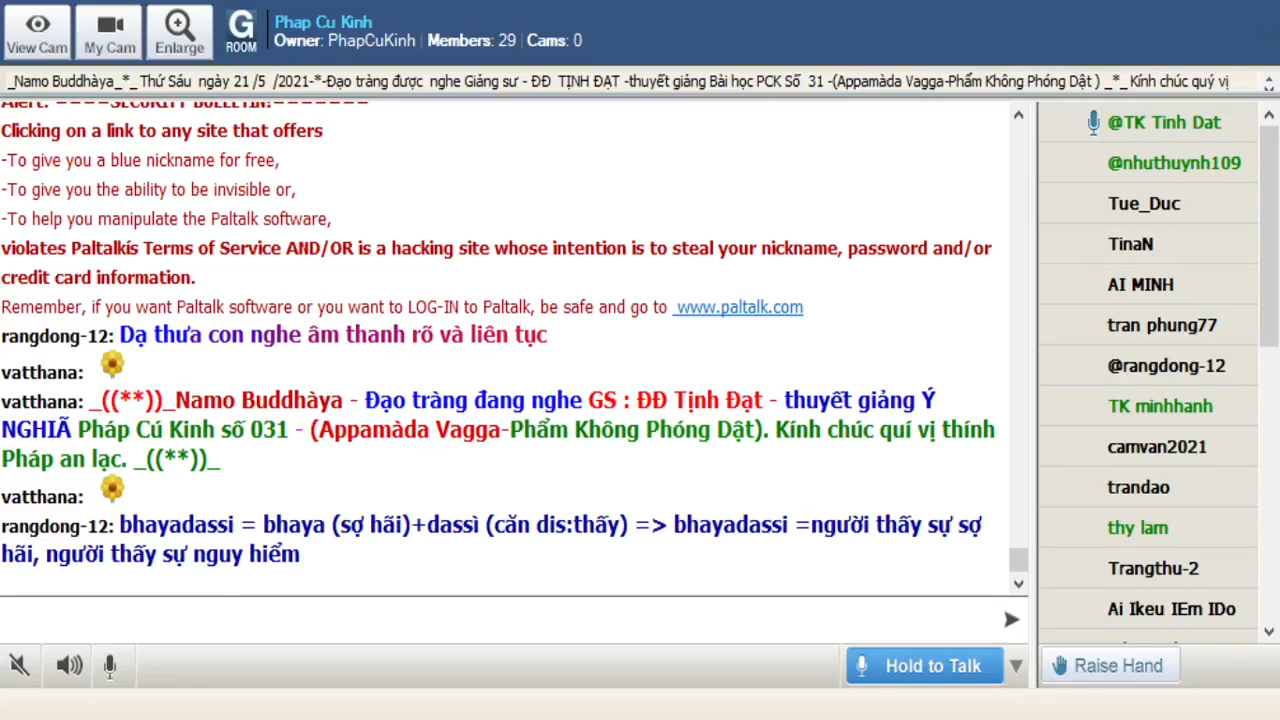 View Cam
My Cam
Enlarge
G
ROOM
Phap Cu Kinh
Owner: PhapCuKinh | Members: 29 | Cams: 0
_Namo Buddhàya_*_ Thứ Sáu ngày 21 /5 /2021-*-Đạo tràng được nghe Giảng sư - ĐĐ TỊNH ĐẠT -thuyết giảng Bài học PCK Số 31 -(Appamàda Vagga-Phẩm Không Phóng Dật ) _*_ Kính chúc quý vị
Alert: ====SECURITY BULLETIN!=======
Clicking on a link to any site that offers
-To give you a blue nickname for free,
-To give you the ability to be invisible or,
-To help you manipulate the Paltalk software,
violates Paltalkís Terms of Service AND/OR is a hacking site whose intention is to steal your nickname, password and/or
credit card information.
Remember, if you want Paltalk software or you want to LOG-IN to Paltalk, be safe and go to www.paltalk.com
rangdong-12: Dạ thưa con nghe âm thanh rõ và liên tục
vatthana:
vatthana: _((**))_Namo Buddhàya - Đạo tràng đang nghe GS : ĐĐ Tịnh Đạt - thuyết giảng Ý
NGHIÃ Pháp Cú Kinh số 031 - (Appamàda Vagga-Phẩm Không Phóng Dật). Kính chúc quí vị thính
Pháp an lạc. _((**))_
vatthana:
rangdong-12: bhayadassi = bhaya (sợ hãi)+dassì (căn dis:thấy) => bhayadassi =người thấy sự sợ
hãi, người thấy sự nguy hiểm
@TK Tinh Dat
@nhuthuynh109
Tue_Duc
TinaN
AI MINH
tran phung77
@rangdong-12
TK minhhanh
camvan2021
trandao
thy lam
Trangthu-2
Ai Ikeu IEm IDo
Hold to Talk
Raise Hand